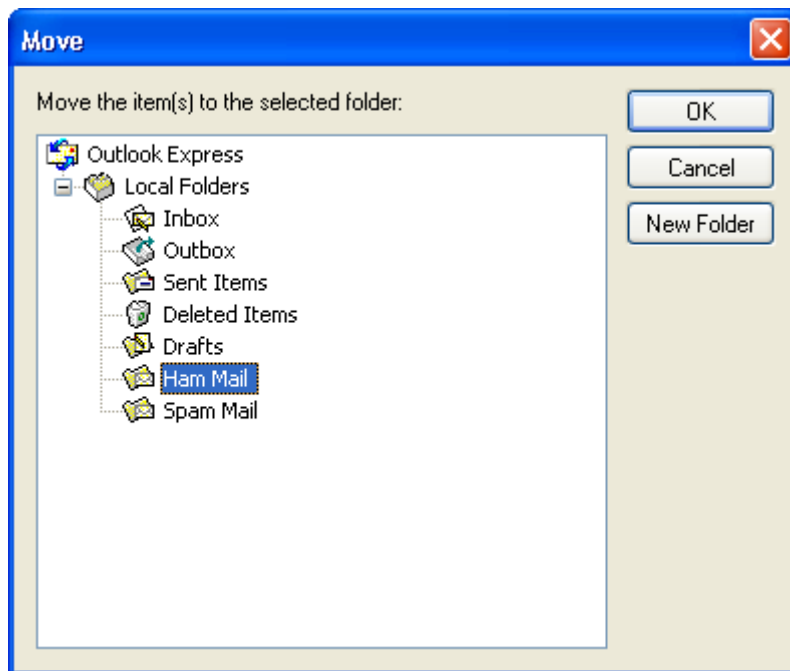 Move
Move the item(s) to the selected folder:
OK
Outlook Express
Cancel
Local Folders
Inbox
New Folder
Outbox
Sent Items
Deleted Items
Drafts
Ham Mail
Spam Mail